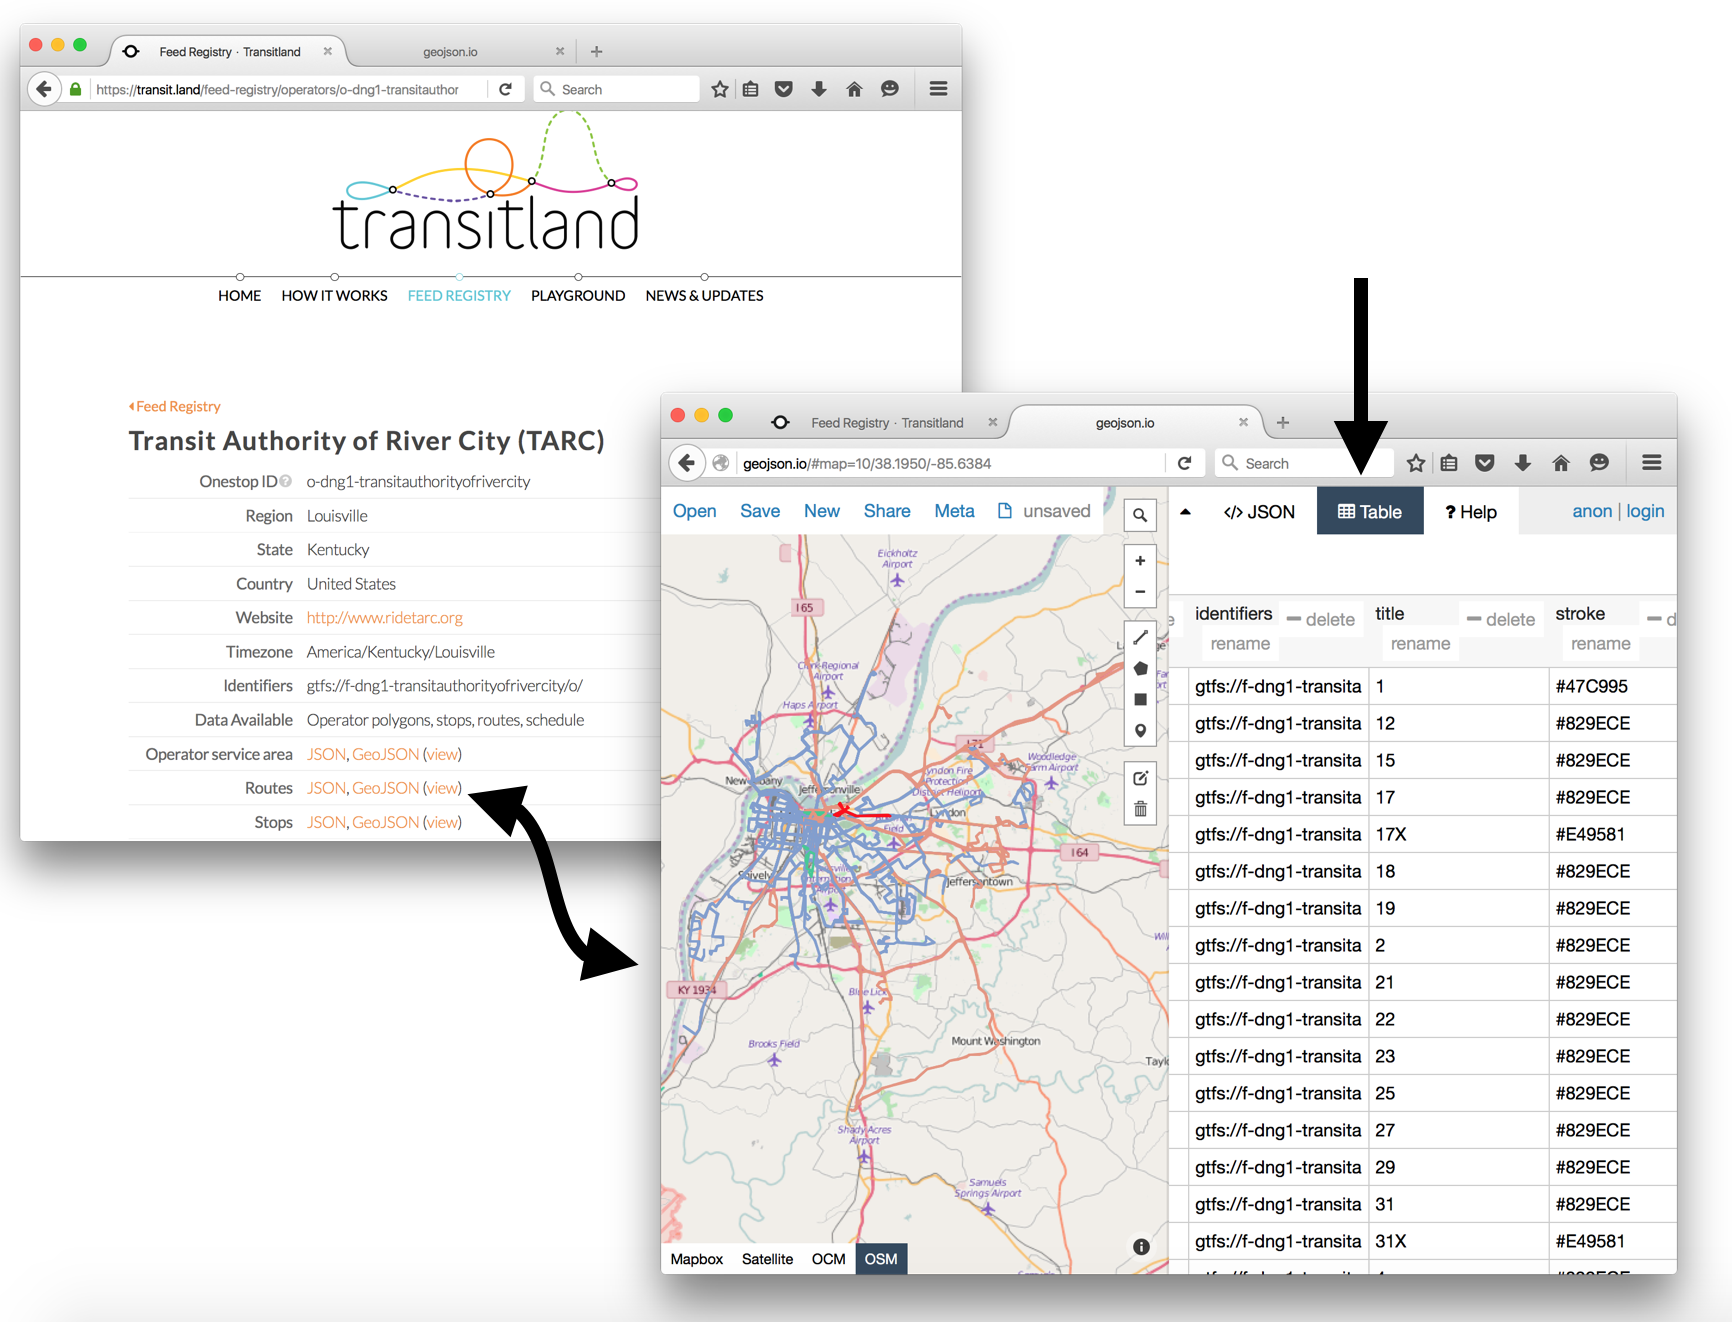 Feed Registry · Transitland
geojson.io
https://transit.land/feed-registry/operators/o-dng1-transitauthor
Search
transitland
HOME HOW IT WORKS FEED REGISTRY PLAYGROUND NEWS & UPDATES
Feed Registry
Transit Authority of River City (TARC)
Onestop ID ? o-dng1-transitauthorityofrivercity
Region Louisville
State Kentucky
Country United States
Website http://www.ridetarc.org
Timezone America/Kentucky/Louisville
Identifiers gtfs://f-dng1-transitauthorityofrivercity/o/
Data Available Operator polygons, stops, routes, schedule
Operator service area JSON, GeoJSON (view)
Routes JSON, GeoJSON (view)
Stops JSON, GeoJSON (view)
Feed Registry · Transitland
geojson.io
geojson.io/#map=10/38.1950/-85.6384
Search
Open Save New Share Meta unsaved
</> JSON Table ? Help anon | login
Eickholtz
Airport
I 65
Clark Regional
Airport
Haps Airport
I 71
Woodledge
Farm Airport
Lyndon Fire
Protection
District Heliport
New Albany
Jeffersonville
Lyndon
Field
I 64
Shively
Jeffersontown
KY 1934
Blue Lick
Brooks Field
Mount Washington
Shady Acres
Airport
Samuels
Springs Airport
Mapbox Satellite OCM OSM
identifiers delete title delete stroke
rename rename rename
gtfs://f-dng1-transita 1 #47C995
gtfs://f-dng1-transita 12 #829ECE
gtfs://f-dng1-transita 15 #829ECE
gtfs://f-dng1-transita 17 #829ECE
gtfs://f-dng1-transita 17X #E49581
gtfs://f-dng1-transita 18 #829ECE
gtfs://f-dng1-transita 19 #829ECE
gtfs://f-dng1-transita 2 #829ECE
gtfs://f-dng1-transita 21 #829ECE
gtfs://f-dng1-transita 22 #829ECE
gtfs://f-dng1-transita 23 #829ECE
gtfs://f-dng1-transita 25 #829ECE
gtfs://f-dng1-transita 27 #829ECE
gtfs://f-dng1-transita 29 #829ECE
gtfs://f-dng1-transita 31 #829ECE
gtfs://f-dng1-transita 31X #E49581